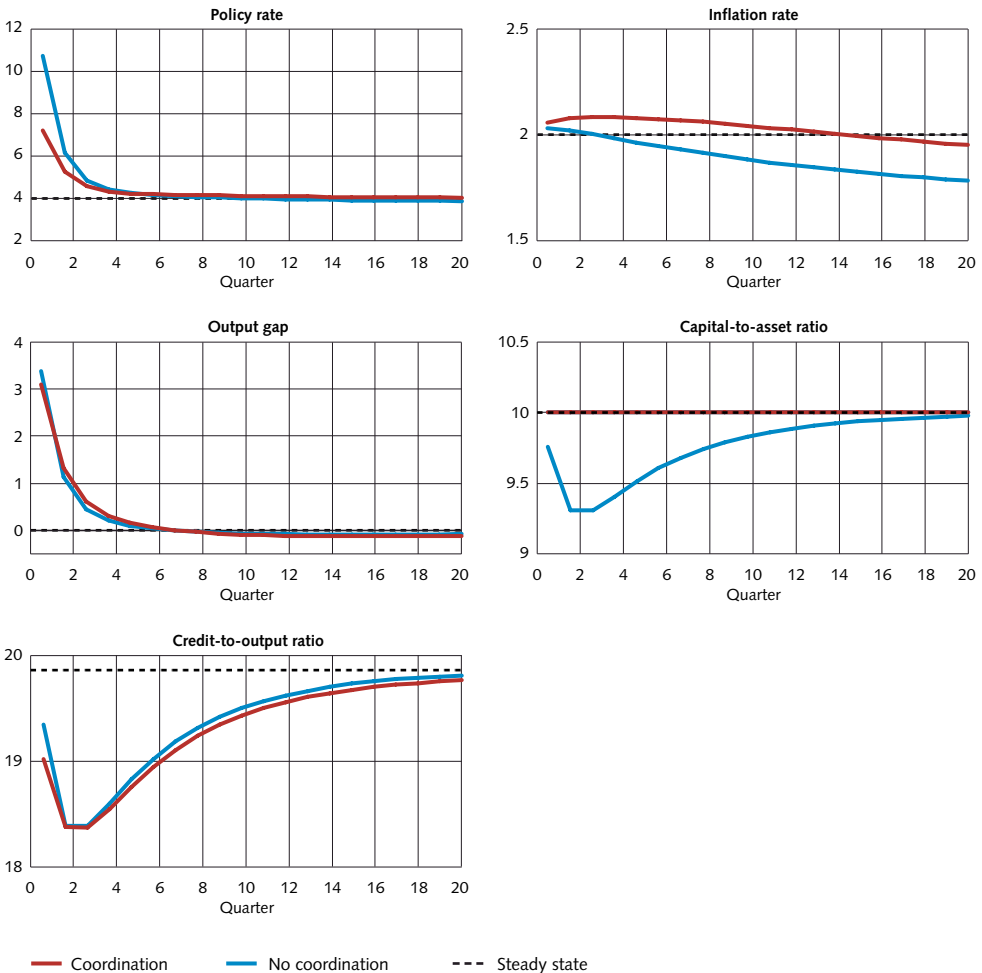 Policy rate
12
10
8
6
4
2
0 2 4 6 8 10 12 14 16 18 20
Quarter
Inflation rate
2.5
2
1.5
0 2 4 6 8 10 12 14 16 18 20
Quarter
Output gap
4
3
2
1
0
0 2 4 6 8 10 12 14 16 18 20
Quarter
Capital-to-asset ratio
10.5
10
9.5
9
0 2 4 6 8 10 12 14 16 18 20
Quarter
Credit-to-output ratio
20
19
18
0 2 4 6 8 10 12 14 16 18 20
Quarter
Coordination No coordination Steady state